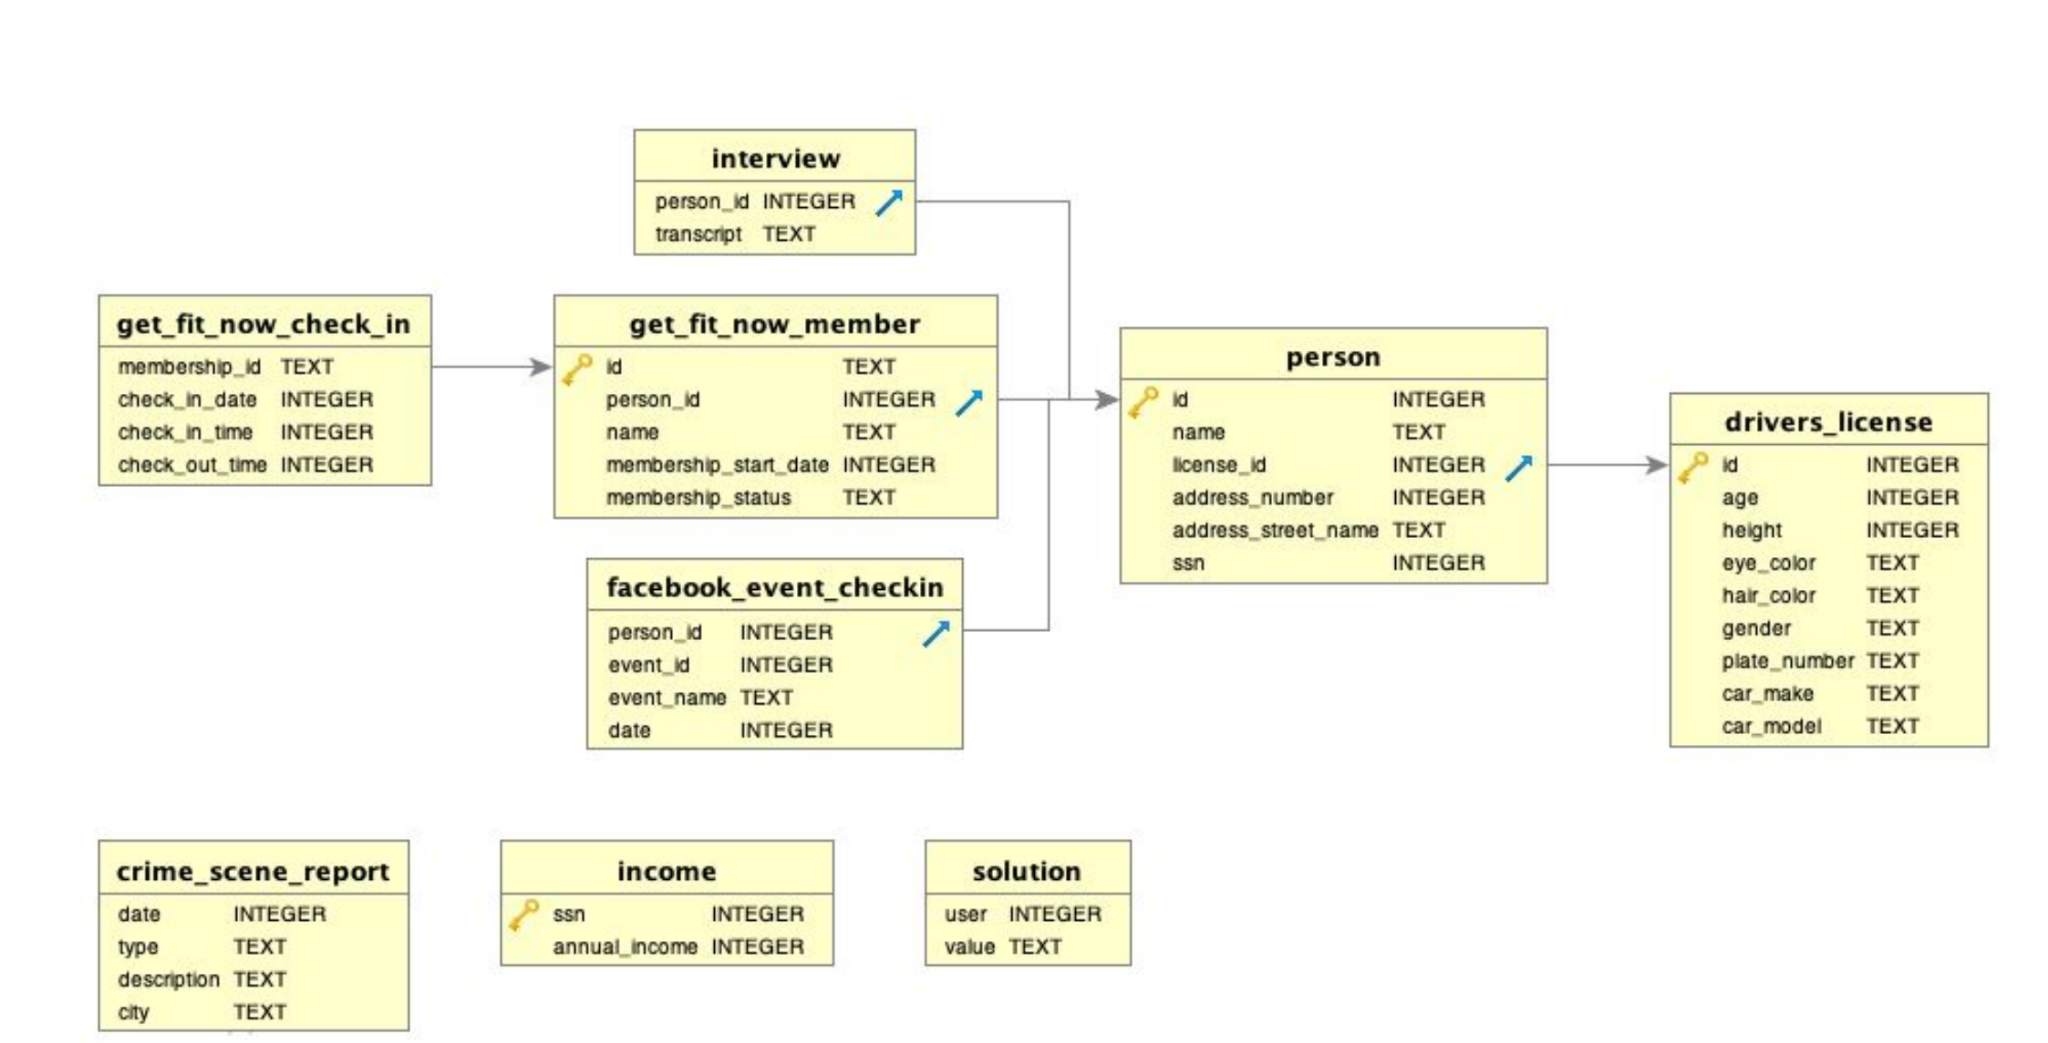 interview
person_id INTEGER
transcript TEXT
get_fit_now_check_in
membership_id TEXT
check_in_date INTEGER
check_in_time INTEGER
check_out_time INTEGER
get_fit_now_member
id TEXT
person_id INTEGER
name TEXT
membership_start_date INTEGER
membership_status TEXT
person
id INTEGER
name TEXT
license_id INTEGER
address_number INTEGER
address_street_name TEXT
ssn INTEGER
drivers_license
id INTEGER
age INTEGER
height INTEGER
eye_color TEXT
hair_color TEXT
gender TEXT
plate_number TEXT
car_make TEXT
car_model TEXT
facebook_event_checkin
person_id INTEGER
event_id INTEGER
event_name TEXT
date INTEGER
crime_scene_report
date INTEGER
type TEXT
description TEXT
city TEXT
income
ssn INTEGER
annual_income INTEGER
solution
user INTEGER
value TEXT